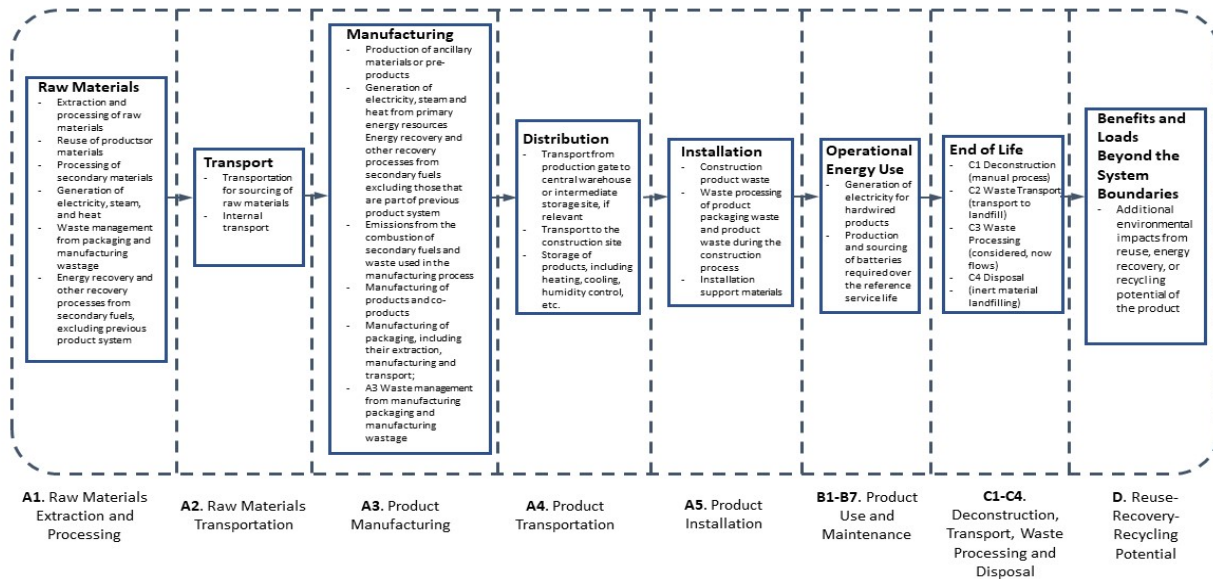 Raw Materials
- Extraction and
processing of raw
materials
- Reuse of productsor
materials
- Processing of
secondary materials
- Generation of
electricity, steam, and
heat
- Waste management
from packaging and
manufacturing
wastage
- Energy recovery and
other recovery
processes from
secondary fuels,
excluding previous
product system
Transport
- Transportation
for sourcing of
raw materials
- Internal
transport
Manufacturing
- Production of ancillary
materials or pre-
products
- Generation of
electricity, steam and
heat from primary
energy resources
Energy recovery and
other recovery
processes from
secondary fuels
excluding those that
are part of previous
product system
- Emissions from the
combustion of
secondary fuels and
waste used in the
manufacturing process
- Manufacturing of
products and co-
products
- Manufacturing of
packaging, including
their extraction,
manufacturing and
transport;
- A3 Waste management
from manufacturing
packaging and
manufacturing
wastage
Distribution
- Transport from
production gate to
central warehouse
or intermediate
storage site, if
relevant
- Transport to the
construction site
- Storage of
products, including
heating, cooling,
humidity control,
etc.
Installation
- Construction
product waste
- Waste processing
of product
packaging waste
and product
waste during the
construction
process
- Installation
support materials
Operational
Energy Use
- Generation of
electricity for
hardwired
products
- Production
and sourcing
of batteries
required over
the reference
service life
End of Life
- C1 Deconstruction
(manual process)
- C2 Waste Transport
(transport to
landfill)
- C3 Waste
Processing
(considered, now
flows)
- C4 Disposal
- (inert material
landfilling)
Benefits and
Loads
Beyond the
System
Boundaries
- Additional
environmental
impacts from
reuse, energy
recovery, or
recycling
potential of
the product
A1. Raw Materials
Extraction and
Processing
A2. Raw Materials
Transportation
A3. Product
Manufacturing
A4. Product
Transportation
A5. Product
Installation
B1-B7. Product
Use and
Maintenance
C1-C4.
Deconstruction,
Transport, Waste
Processing and
Disposal
D. Reuse-
Recovery-
Recycling
Potential